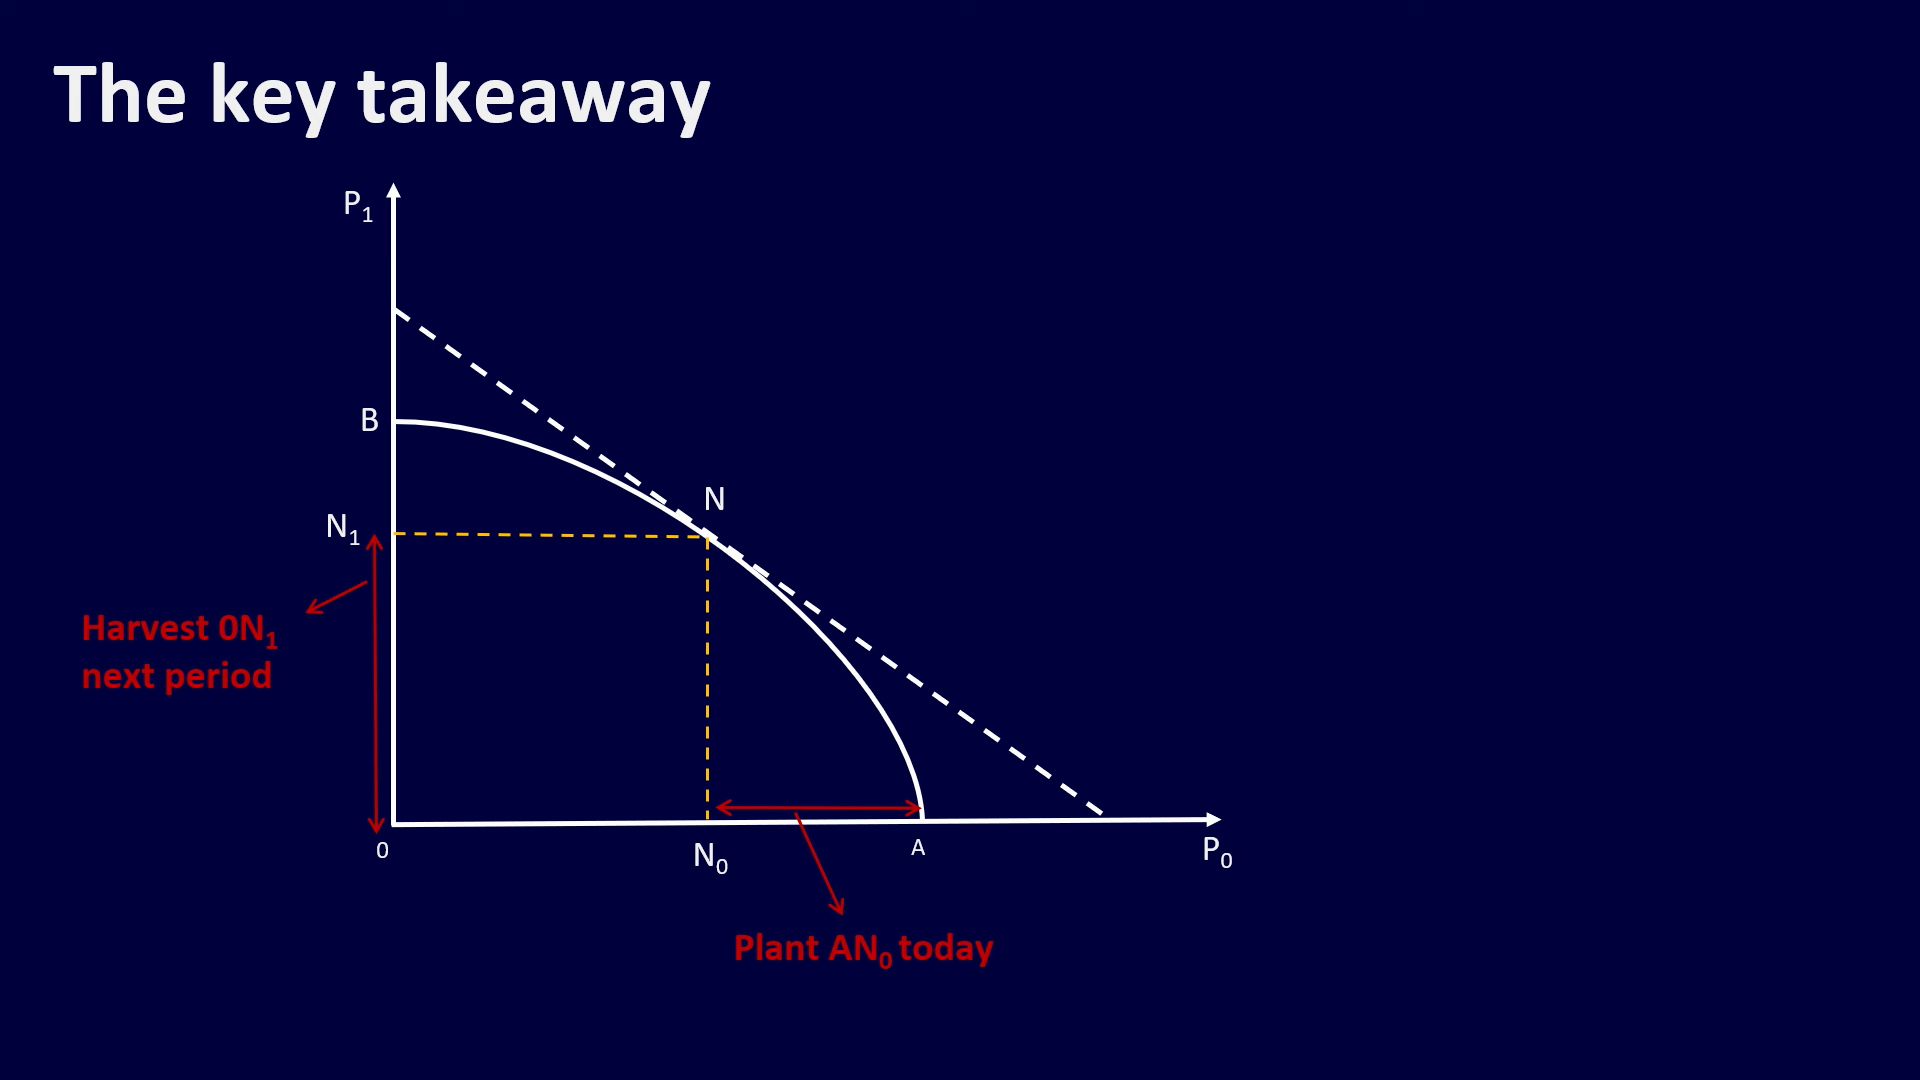 The key takeaway
P₁
B
N
N₁
Harvest 0N₁
next period
0
N₀
A
P₀
Plant AN₀ today